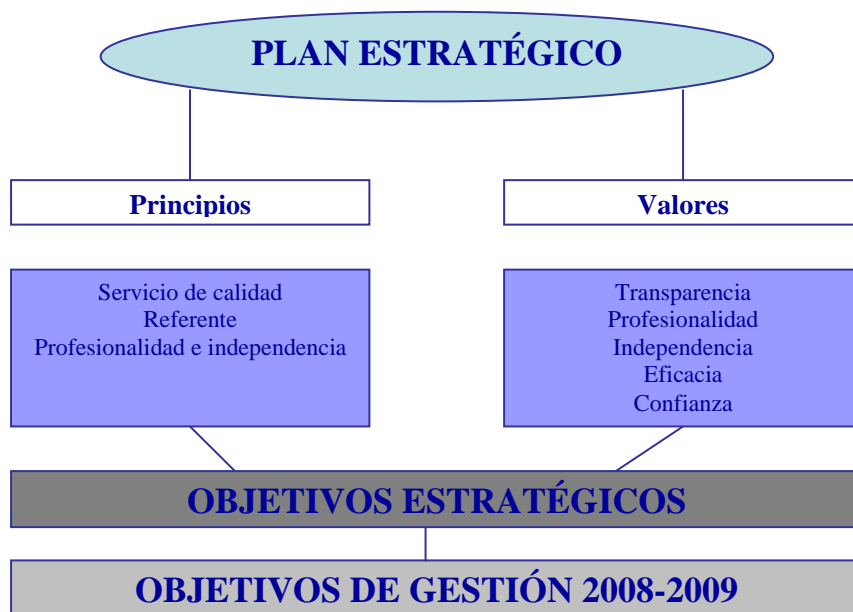 PLAN ESTRATÉGICO
Principios
Valores
Servicio de calidad
Referente
Profesionalidad e independencia
Transparencia
Profesionalidad
Independencia
Eficacia
Confianza
OBJETIVOS ESTRATÉGICOS
OBJETIVOS DE GESTIÓN 2008-2009